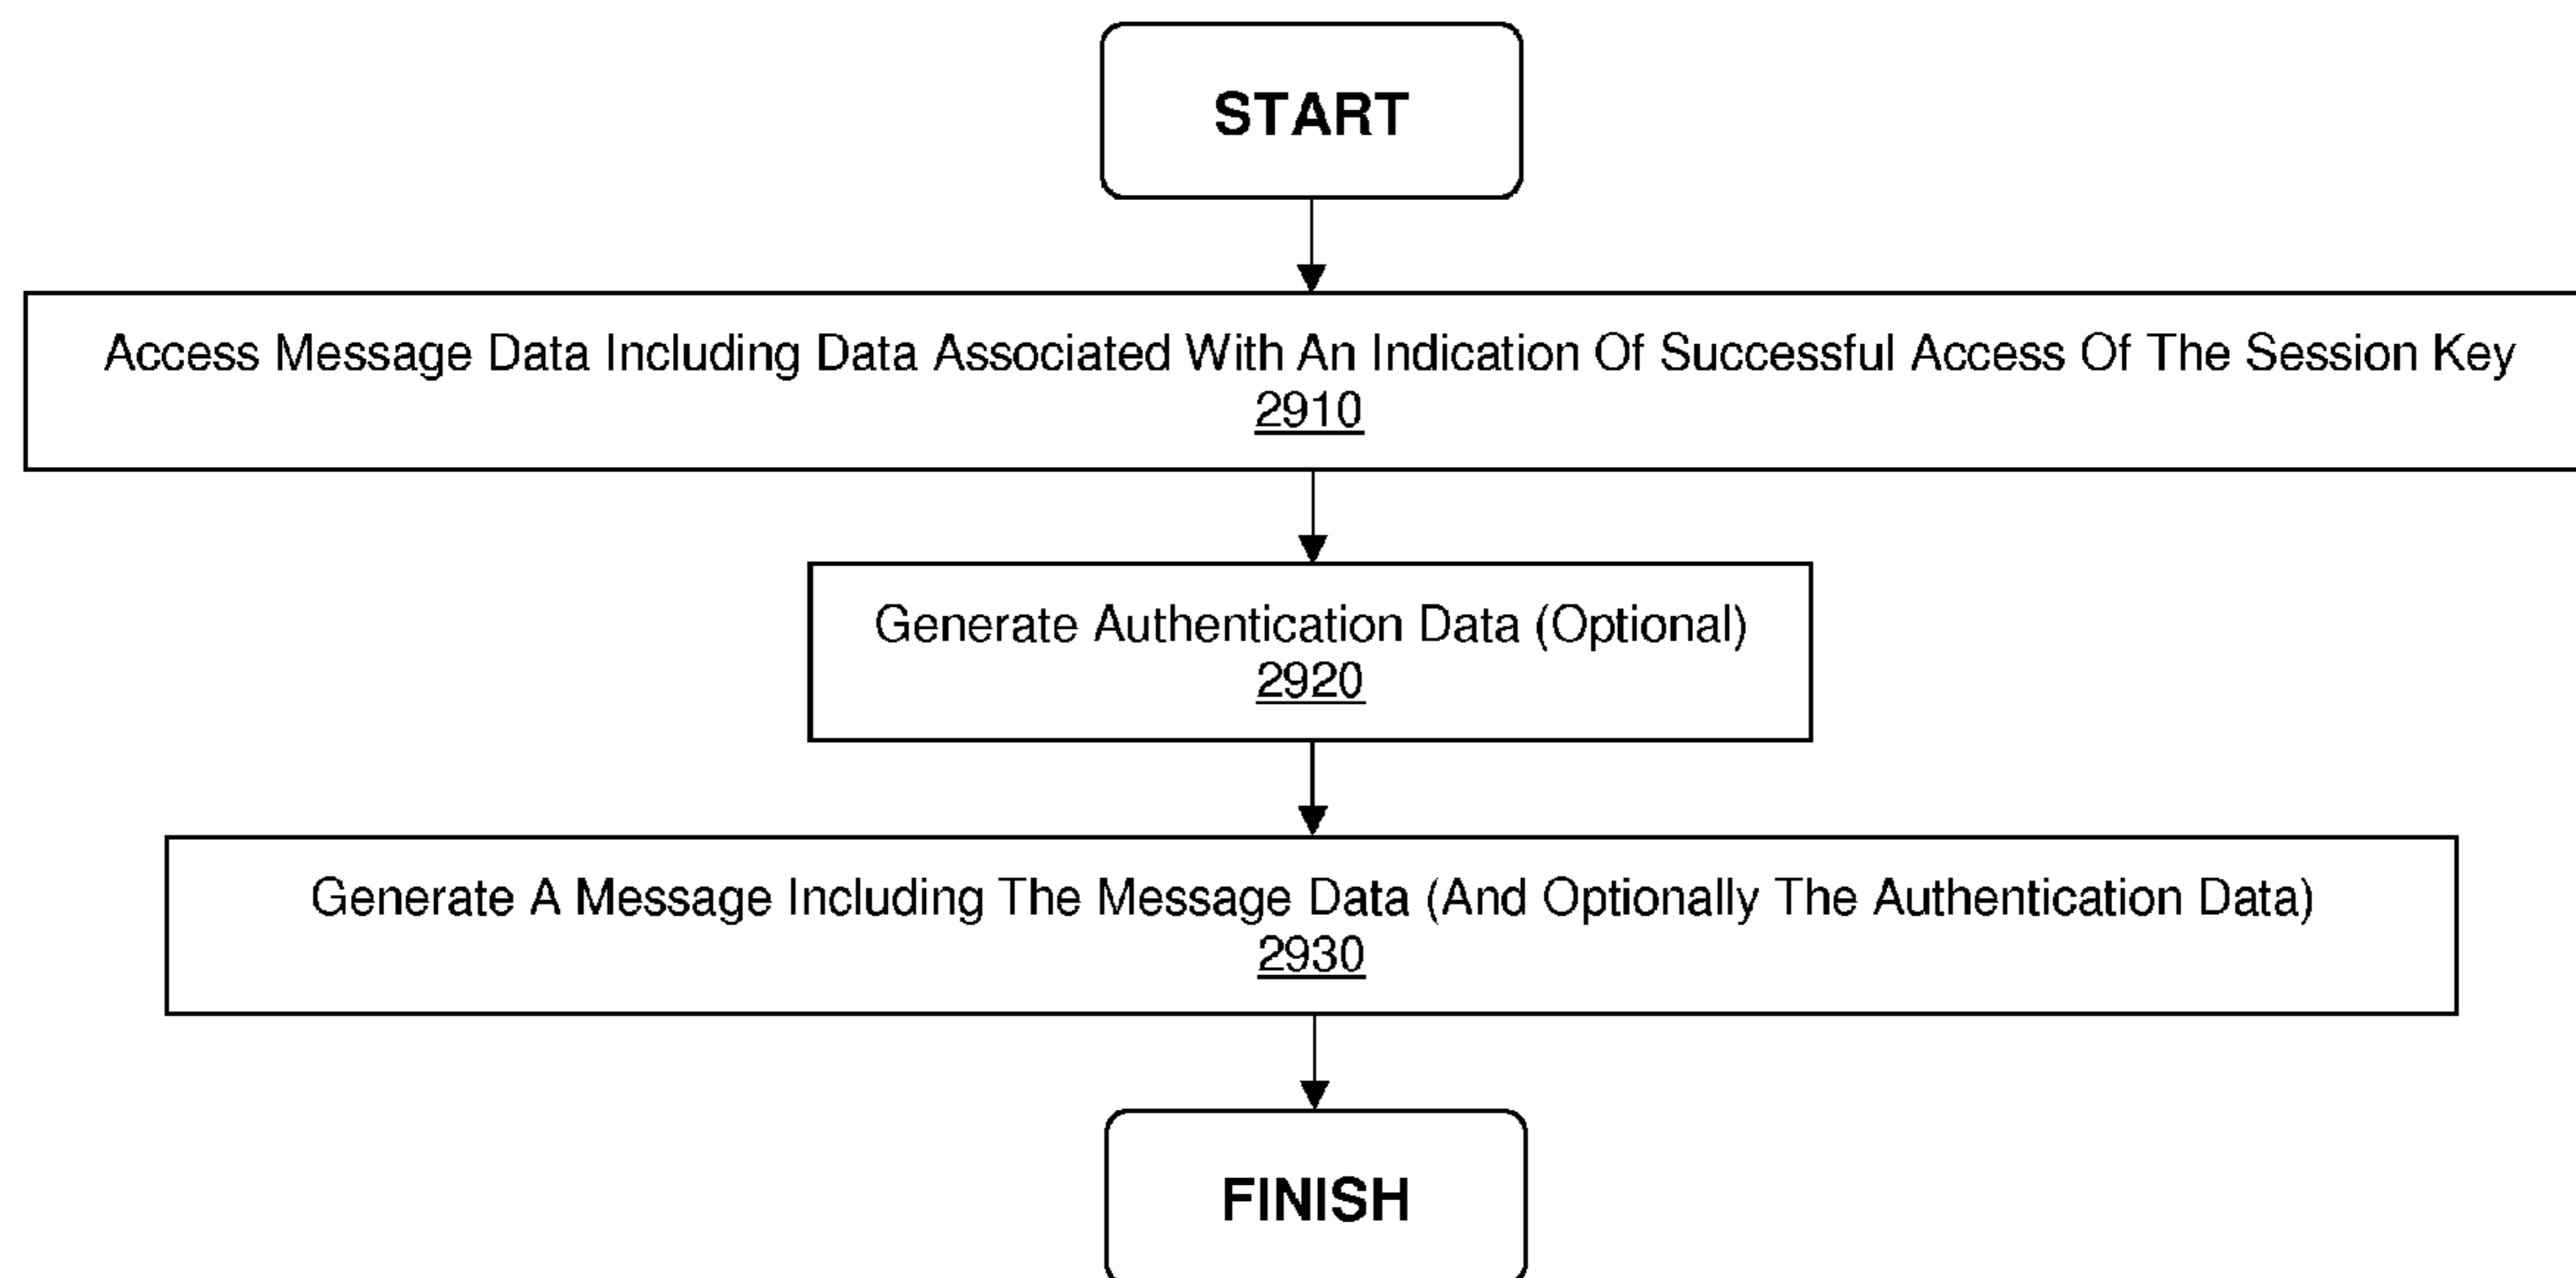 START
Access Message Data Including Data Associated With An Indication Of Successful Access Of The Session Key
2910
Generate Authentication Data (Optional)
2920
Generate A Message Including The Message Data (And Optionally The Authentication Data)
2930
FINISH